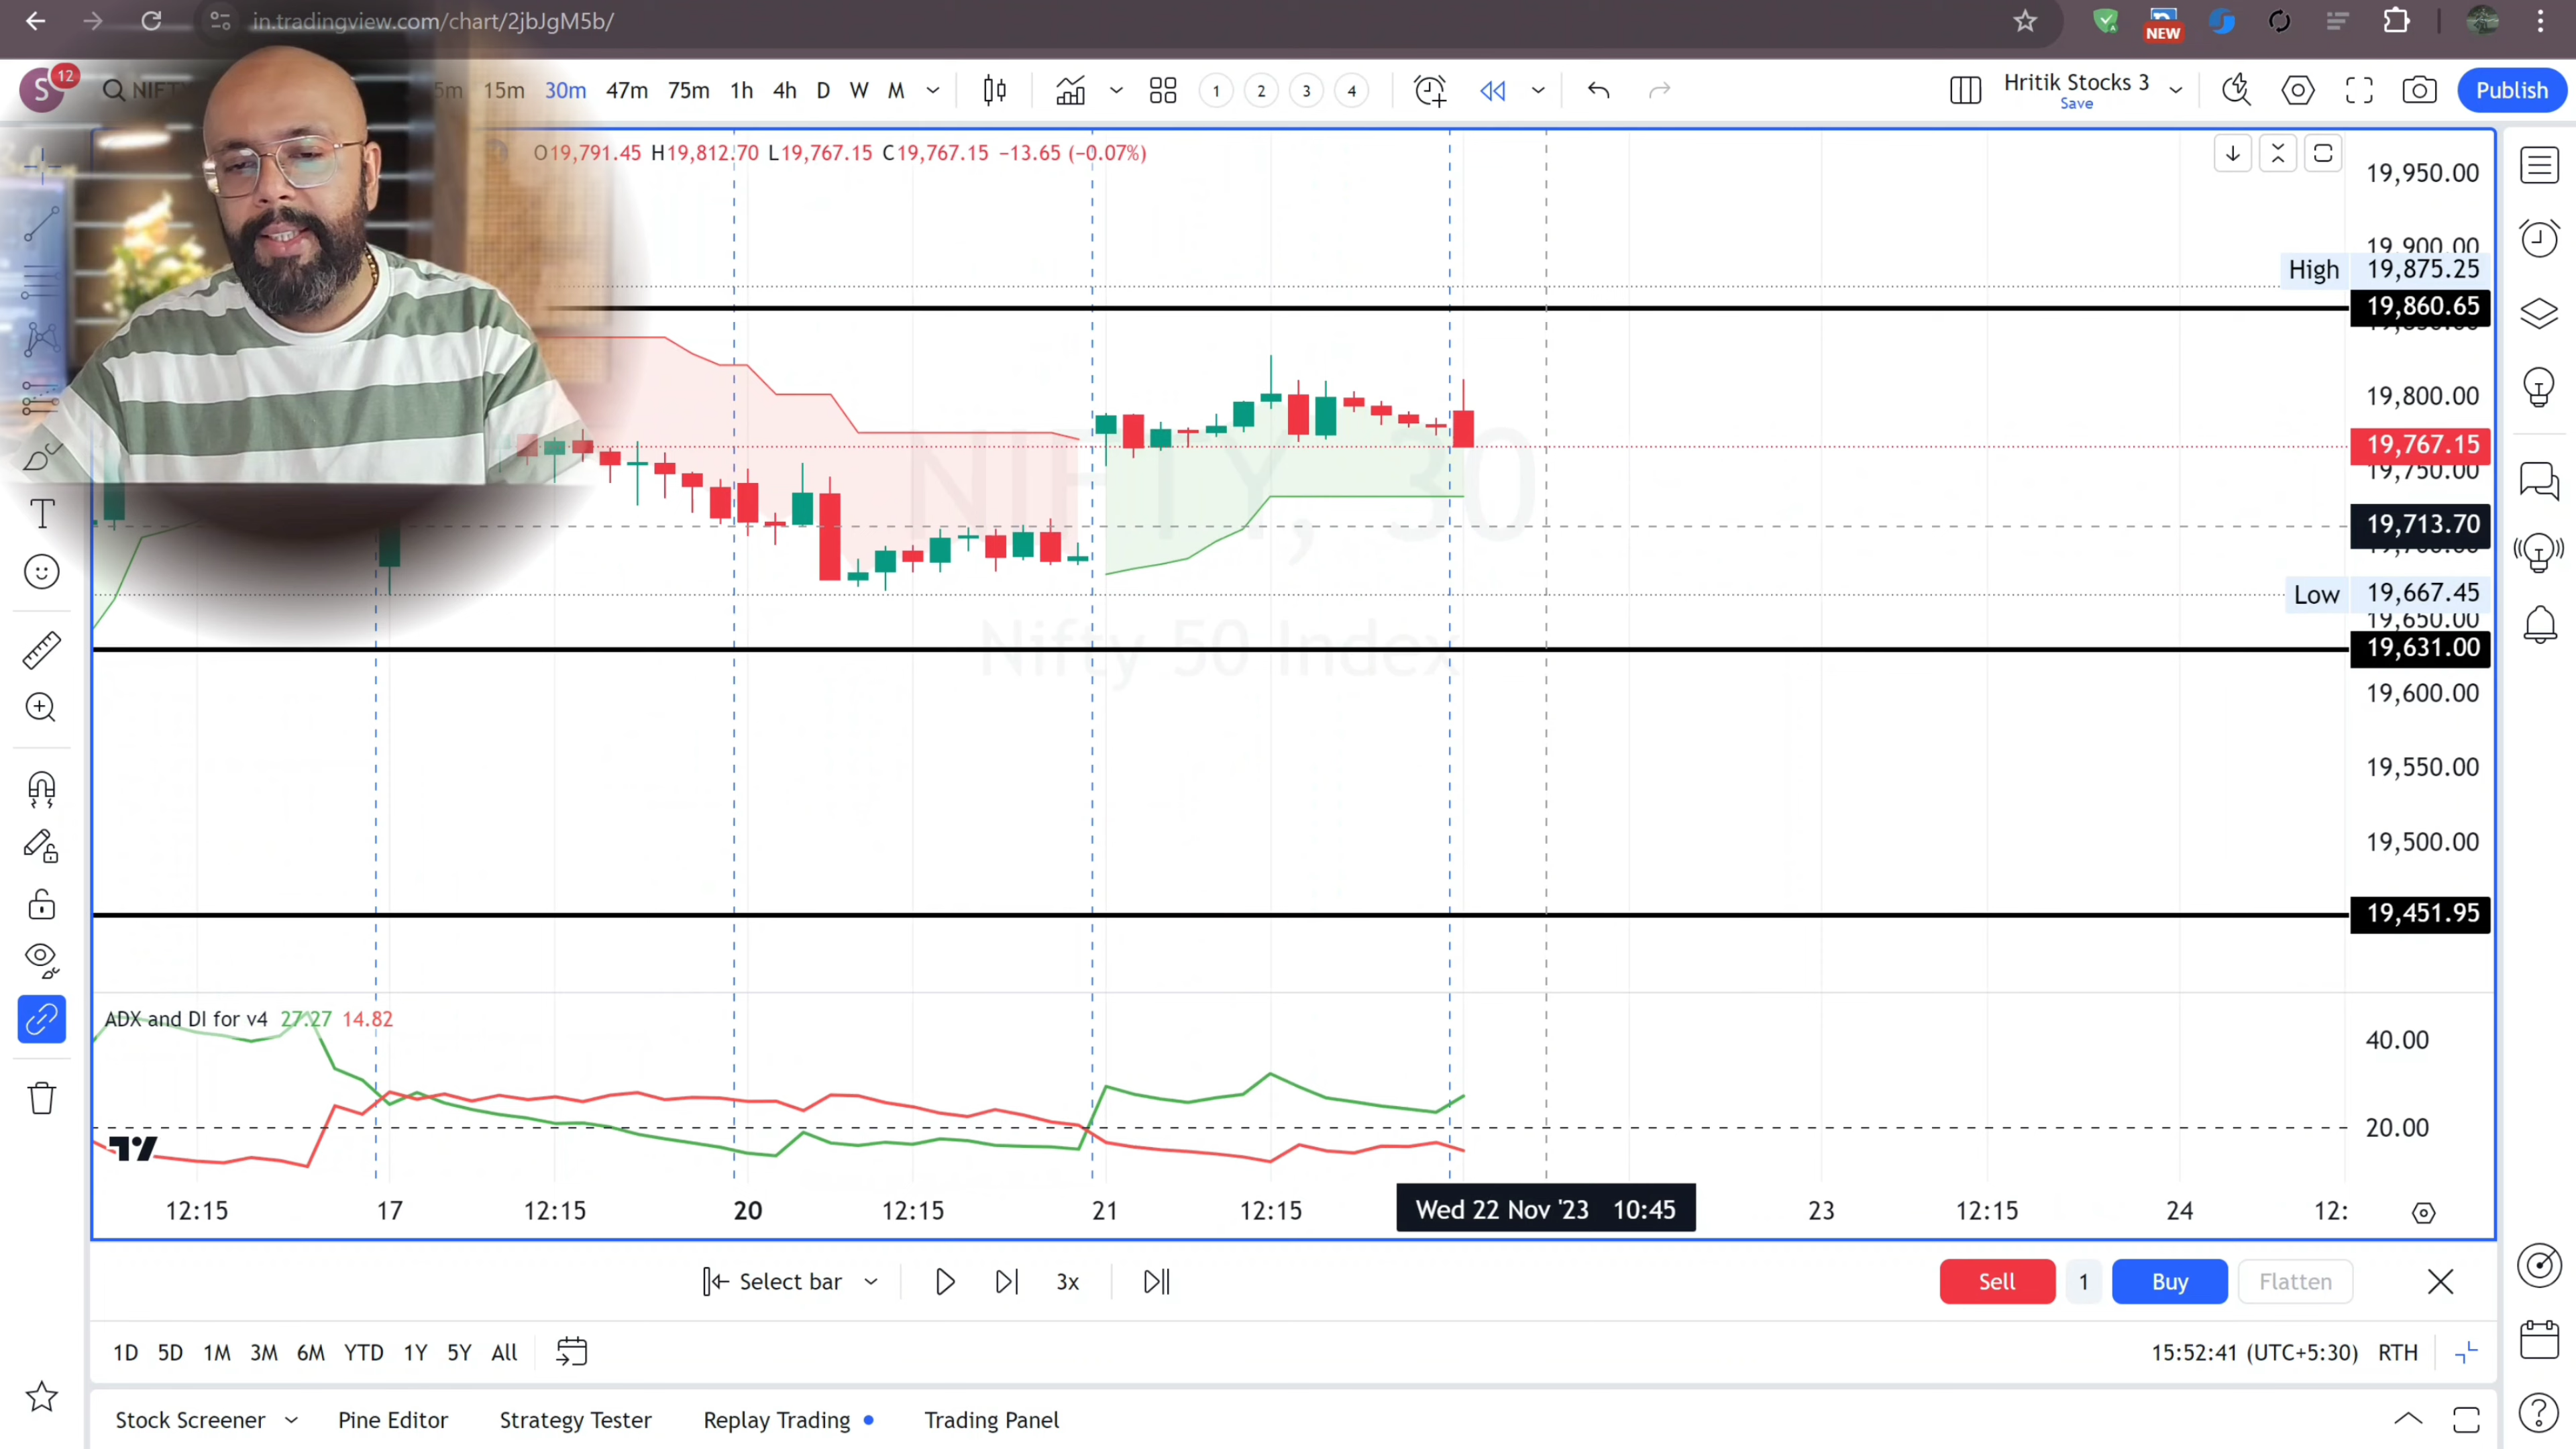 in.tradingview.com/chart/2jbJgM5b/
NEW
S 12 NIFTY 5m 15m 30m 47m 75m 1h 4h D W M 1 2 3 4 Hritik Stocks 3 Save Publish
O19,791.45 H19,812.70 L19,767.15 C19,767.15 −13.65 (−0.07%)
19,950.00
19,900.00
High 19,875.25
19,860.65
19,800.00
19,767.15
19,750.00
19,713.70
Low 19,667.45
19,650.00
19,631.00
19,600.00
19,550.00
19,500.00
19,451.95
NIFTY, 30
Nifty 50 Index
ADX and DI for v4 27.27 14.82
40.00
20.00
12:15 17 12:15 20 12:15 21 12:15 Wed 22 Nov '23 10:45 23 12:15 24 12:
Select bar 3x Sell 1 Buy Flatten
1D 5D 1M 3M 6M YTD 1Y 5Y All 15:52:41 (UTC+5:30) RTH
Stock Screener Pine Editor Strategy Tester Replay Trading Trading Panel